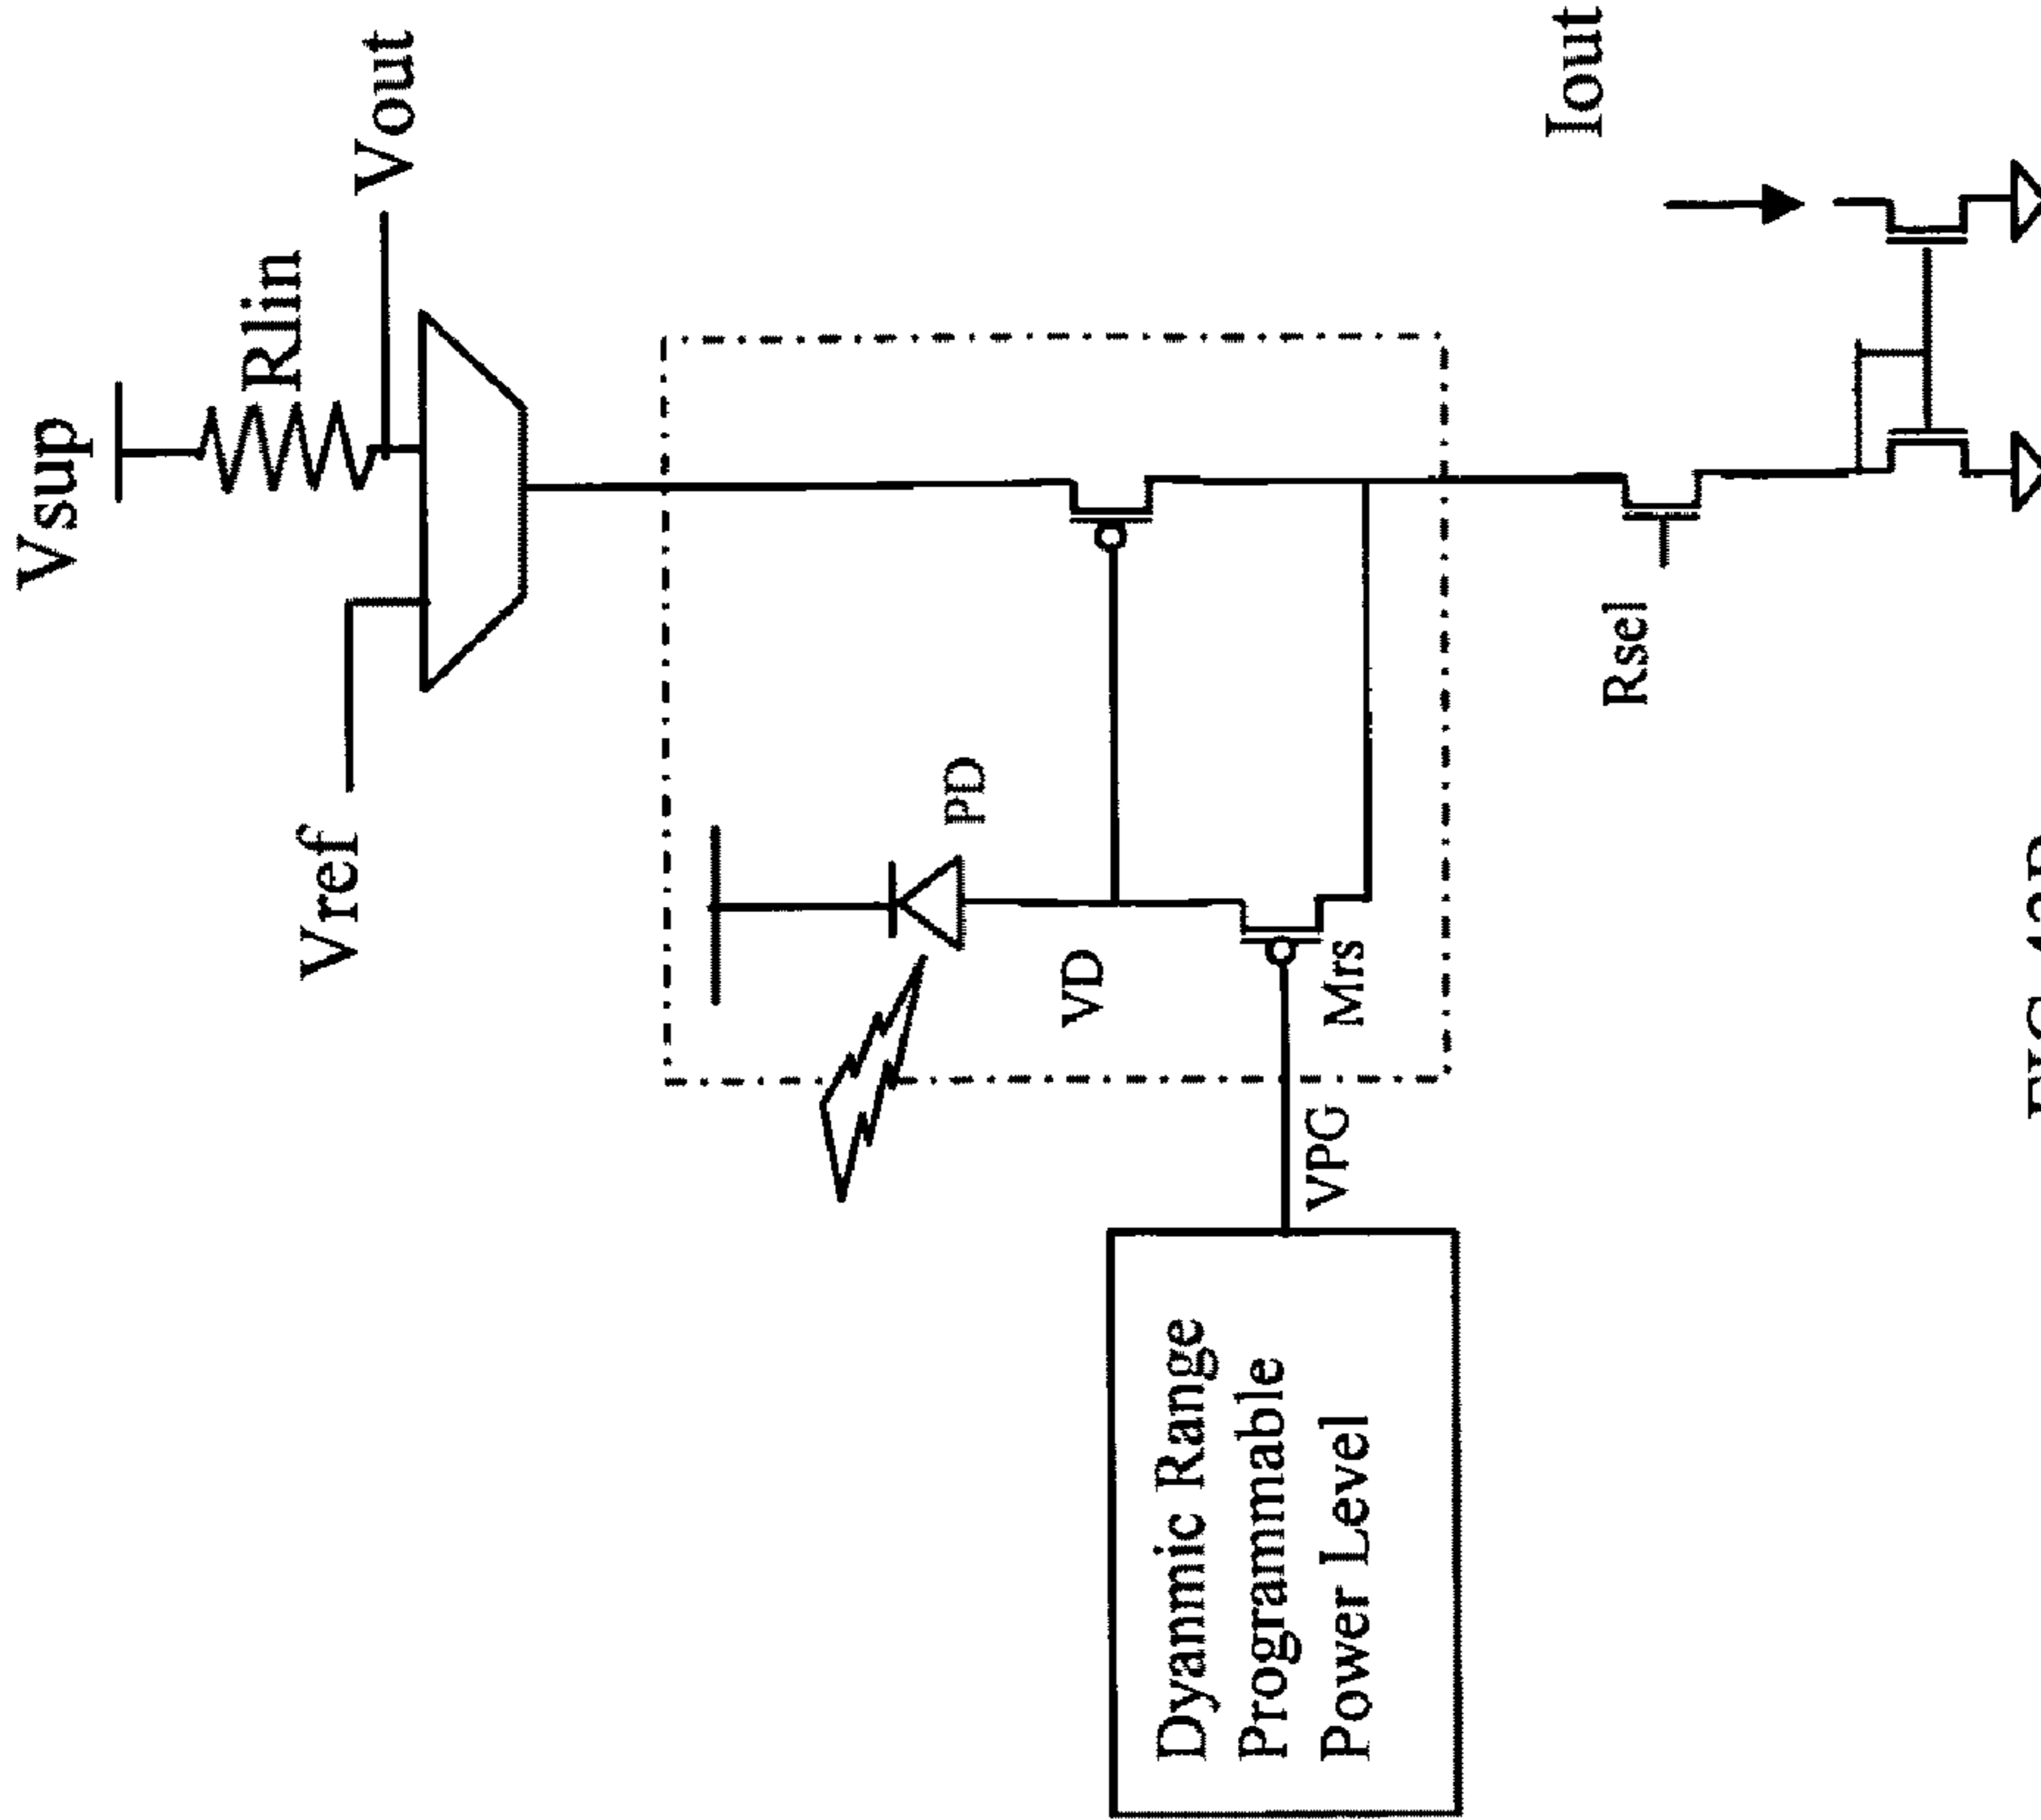 Vsup
Rlin
Vout
Vref
PD
VD
Mrs
VPG
Dyanmic Range
Programmable
Power Level
Rsel
Iout